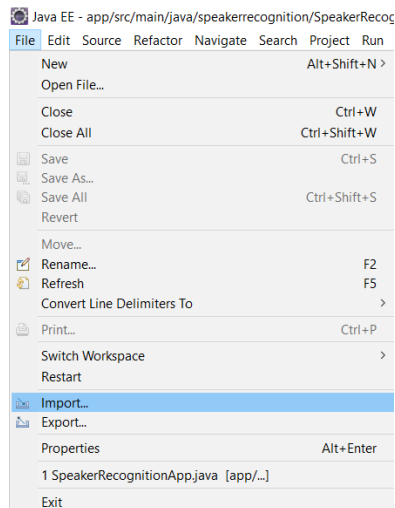 Java EE - app/src/main/java/speakerrecognition/SpeakerRecog
File Edit Source Refactor Navigate Search Project Run
New Alt+Shift+N >
Open File...
Close Ctrl+W
Close All Ctrl+Shift+W
Save Ctrl+S
Save As...
Save All Ctrl+Shift+S
Revert
Move...
Rename... F2
Refresh F5
Convert Line Delimiters To >
Print... Ctrl+P
Switch Workspace >
Restart
Import...
Export...
Properties Alt+Enter
1 SpeakerRecognitionApp.java [app/...]
Exit